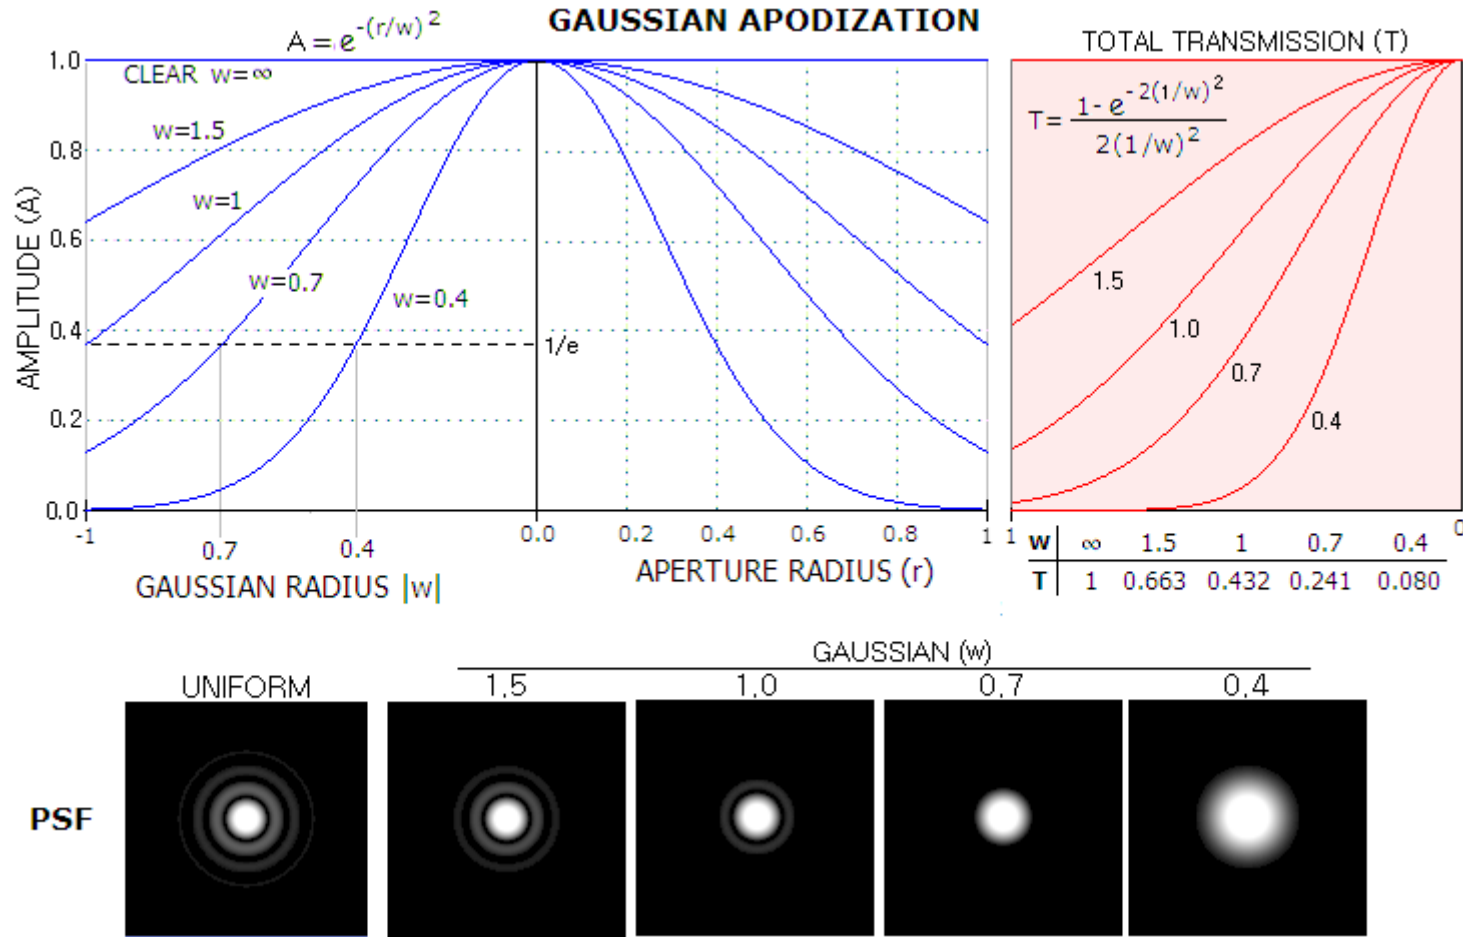 GAUSSIAN APODIZATION
A = e^-(r/w)^2
TOTAL TRANSMISSION (T)
1.0
CLEAR w=∞
w=1.5
0.8
w=1
0.6
w=0.7
w=0.4
0.4
1/e
0.2
0.0
AMPLITUDE (A)
-1 0.7 0.4 0.0 0.2 0.4 0.6 0.8 1
GAUSSIAN RADIUS |w|
APERTURE RADIUS (r)
T = 1-e^-2(1/w)^2
2(1/w)^2
1.5
1.0
0.7
0.4
1 0
w ∞ 1.5 1 0.7 0.4
T 1 0.663 0.432 0.241 0.080
GAUSSIAN (w)
UNIFORM 1.5 1.0 0.7 0.4
PSF